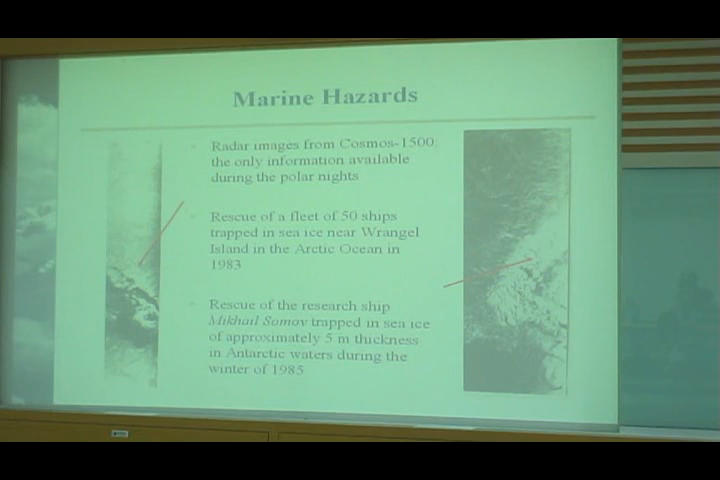 Marine Hazards
Radar images from Cosmos-1500:
the only information available
during the polar nights
Rescue of a fleet of 50 ships
trapped in sea ice near Wrangel
Island in the Arctic Ocean in
1983
Rescue of the research ship
Mikhail Somov trapped in sea ice
of approximately 5 m thickness
in Antarctic waters during the
winter of 1985